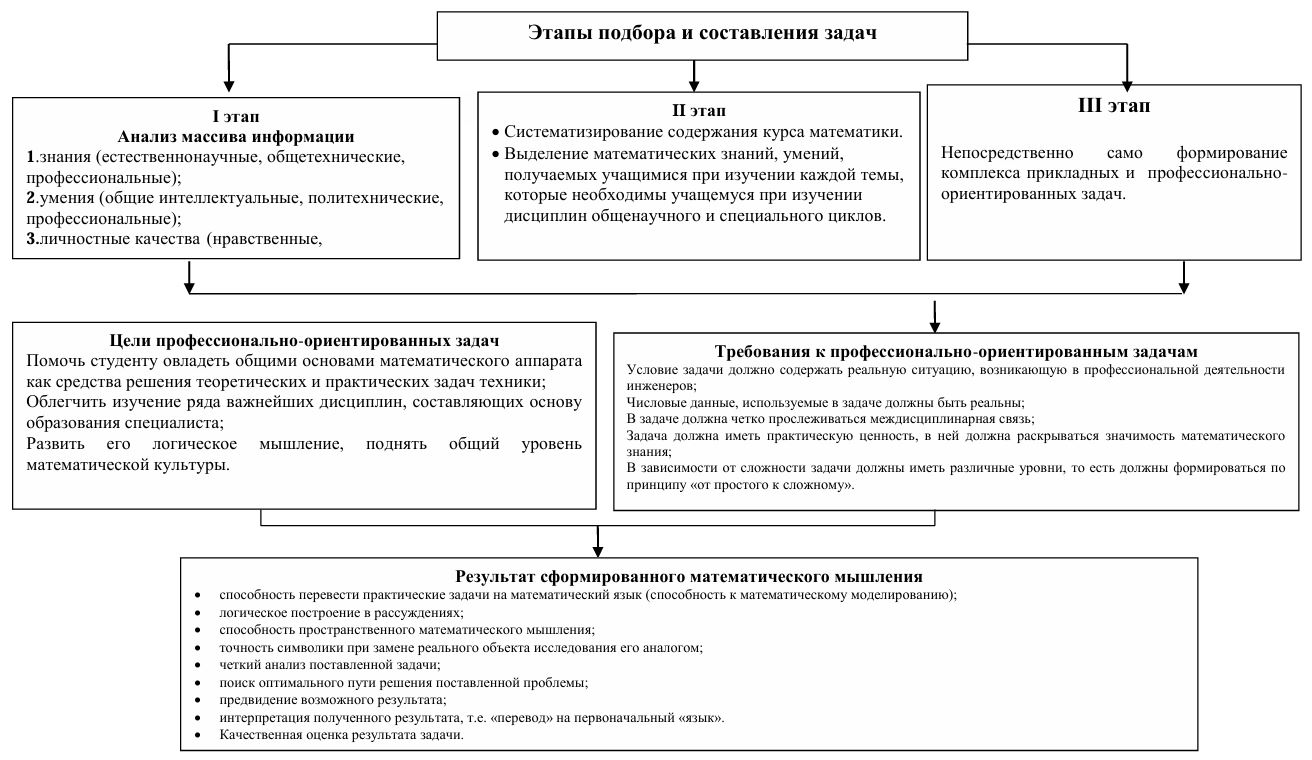 Этапы подбора и составления задач
I этап
Анализ массива информации
1.знания (естественнонаучные, общетехнические,
профессиональные);
2.умения (общие интеллектуальные, политехнические,
профессиональные);
3.личностные качества (нравственные,
II этап
• Систематизирование содержания курса математики.
• Выделение математических знаний, умений,
получаемых учащимися при изучении каждой темы,
которые необходимы учащемуся при изучении
дисциплин общенаучного и специального циклов.
III этап
Непосредственно само формирование
комплекса прикладных и профессионально-
ориентированных задач.
Цели профессионально-ориентированных задач
Помочь студенту овладеть общими основами математического аппарата
как средства решения теоретических и практических задач техники;
Облегчить изучение ряда важнейших дисциплин, составляющих основу
образования специалиста;
Развить его логическое мышление, поднять общий уровень
математической культуры.
Требования к профессионально-ориентированным задачам
Условие задачи должно содержать реальную ситуацию, возникающую в профессиональной деятельности
инженеров;
Числовые данные, используемые в задаче должны быть реальны;
В задаче должна четко прослеживаться междисциплинарная связь;
Задача должна иметь практическую ценность, в ней должна раскрываться значимость математического
знания;
В зависимости от сложности задачи должны иметь различные уровни, то есть должны формироваться по
принципу «от простого к сложному».
Результат сформированного математического мышления
• способность перевести практические задачи на математический язык (способность к математическому моделированию);
• логическое построение в рассуждениях;
• способность пространственного математического мышления;
• точность символики при замене реального объекта исследования его аналогом;
• четкий анализ поставленной задачи;
• поиск оптимального пути решения поставленной проблемы;
• предвидение возможного результата;
• интерпретация полученного результата, т.е. «перевод» на первоначальный «язык».
• Качественная оценка результата задачи.